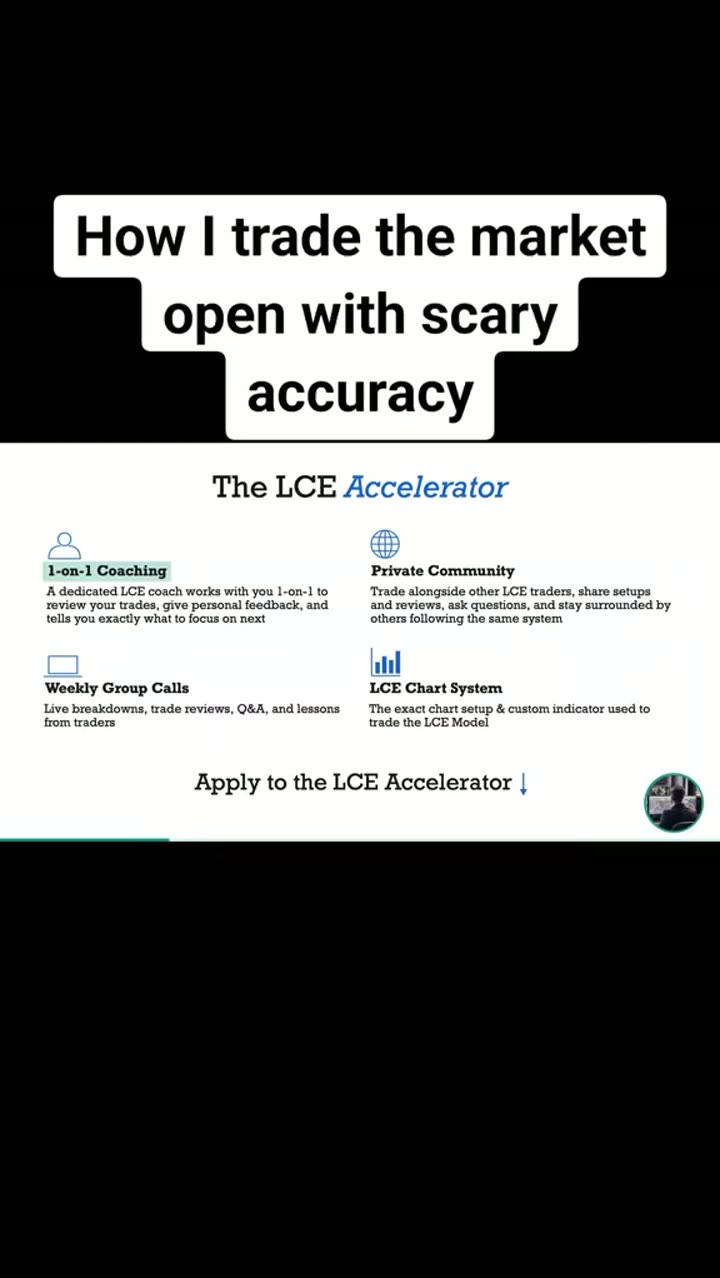 How I trade the market
open with scary
accuracy
The LCE Accelerator
1-on-1 Coaching
A dedicated LCE coach works with you 1-on-1 to
review your trades, give personal feedback, and
tells you exactly what to focus on next
Private Community
Trade alongside other LCE traders, share setups
and reviews, ask questions, and stay surrounded by
others following the same system
Weekly Group Calls
Live breakdowns, trade reviews, Q&A, and lessons
from traders
LCE Chart System
The exact chart setup & custom indicator used to
trade the LCE Model
Apply to the LCE Accelerator ↓